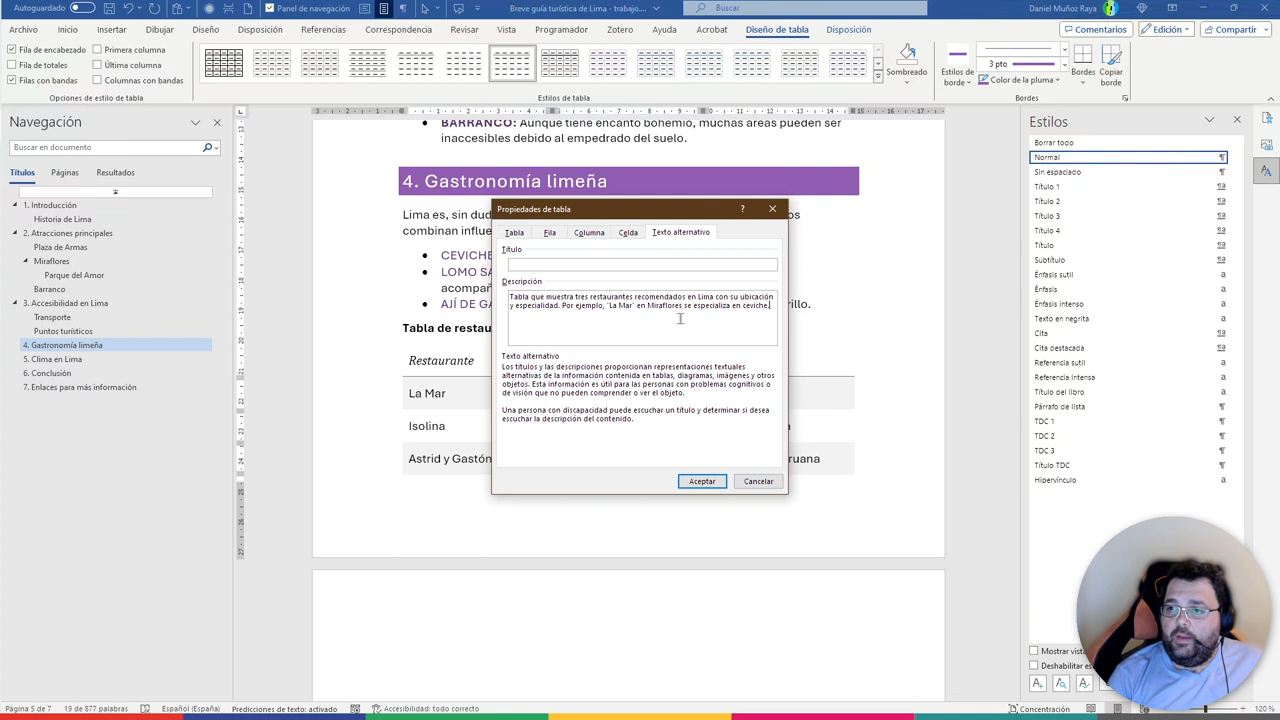 Autoguardado
Panel de navegación
Breve guía turística de Lima - trabajo...
Buscar
Daniel Muñoz Raya
Archivo
Inicio
Insertar
Dibujar
Diseño
Disposición
Referencias
Correspondencia
Revisar
Vista
Programador
Zotero
Ayuda
Acrobat
Diseño de tabla
Disposición
Comentarios
Edición
Compartir
Fila de encabezado
Primera columna
Fila de totales
Última columna
Filas con bandas
Columnas con bandas
Opciones de estilo de tabla
Estilos de tabla
Sombreado
Estilos de borde
3 pto
Color de la pluma
Bordes
Copiar borde
Bordes
Navegación
Buscar en documento
Títulos
Páginas
Resultados
1. Introducción
Historia de Lima
2. Atracciones principales
Plaza de Armas
Miraflores
Parque del Amor
Barranco
3. Accesibilidad en Lima
Transporte
Puntos turísticos
4. Gastronomía limeña
5. Clima en Lima
6. Conclusión
7. Enlaces para más información
BARRANCO: Aunque tiene encanto bohemio, muchas áreas pueden ser
inaccesibles debido al empedrado del suelo.
4. Gastronomía limeña
Lima es, sin dud
os
combinan influe
CEVICHE
LOMO SA
acompañ
AJÍ DE GA
rillo.
Tabla de restau
Restaurante
La Mar
Isolina
a
Astrid y Gastón
ruana
Propiedades de tabla
?
Tabla
Fila
Columna
Celda
Texto alternativo
Título
Descripción
Tabla que muestra tres restaurantes recomendados en Lima con su ubicación
y especialidad. Por ejemplo, 'La Mar' en Miraflores se especializa en ceviche.
Texto alternativo
Los títulos y las descripciones proporcionan representaciones textuales
alternativas de la información contenida en tablas, diagramas, imágenes y otros
objetos. Esta información es útil para las personas con problemas cognitivos o
de visión que no pueden comprender o ver el objeto.
Una persona con discapacidad puede escuchar un título y determinar si desea
escuchar la descripción del contenido.
Aceptar
Cancelar
Estilos
Borrar todo
Normal
Sin espaciado
Título 1
Título 2
Título 3
Título 4
Título
Subtítulo
Énfasis sutil
Énfasis
Énfasis intenso
Texto en negrita
Cita
Cita destacada
Referencia sutil
Referencia intensa
Título del libro
Párrafo de lista
TDC 1
TDC 2
TDC 3
Título TDC
Hipervínculo
Mostrar vista
Deshabilitar es
Página 5 de 7
19 de 877 palabras
Español (España)
Predicciones de texto: activado
Accesibilidad: todo correcto
Concentración
120 %